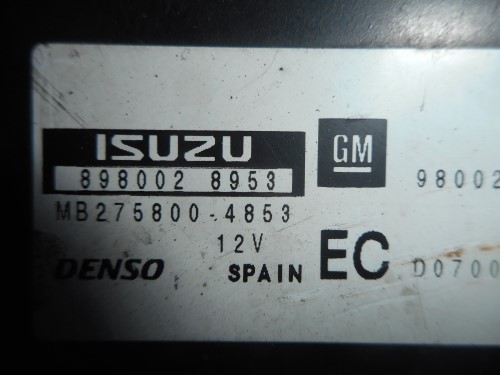 ISUZU GM
898002 8953 98002
MB275800-4853
12V
DENSO SPAIN EC D0700